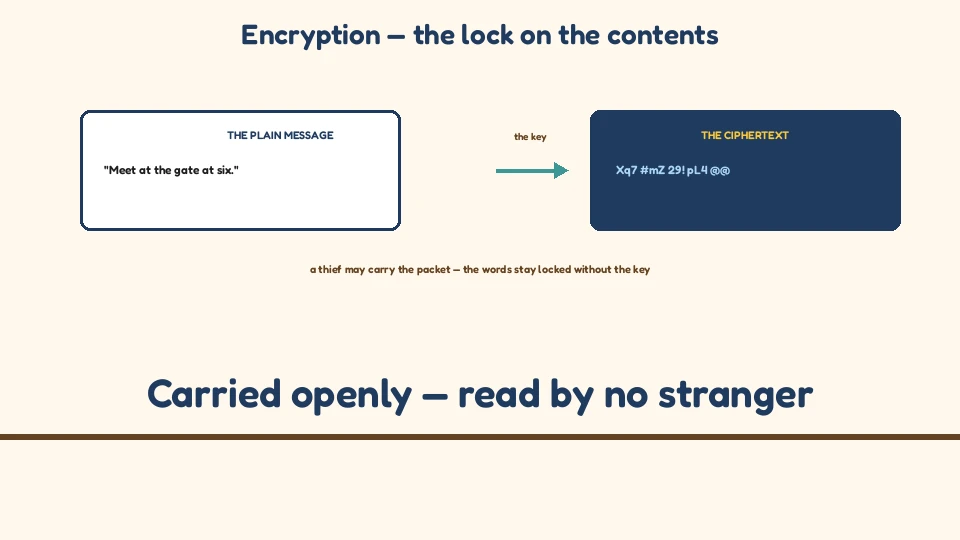 Encryption — the lock on the contents
THE PLAIN MESSAGE
"Meet at the gate at six."
the key
THE CIPHERTEXT
Xq7 #mZ 29! pL4 @@
a thief may carry the packet — the words stay locked without the key
Carried openly — read by no stranger